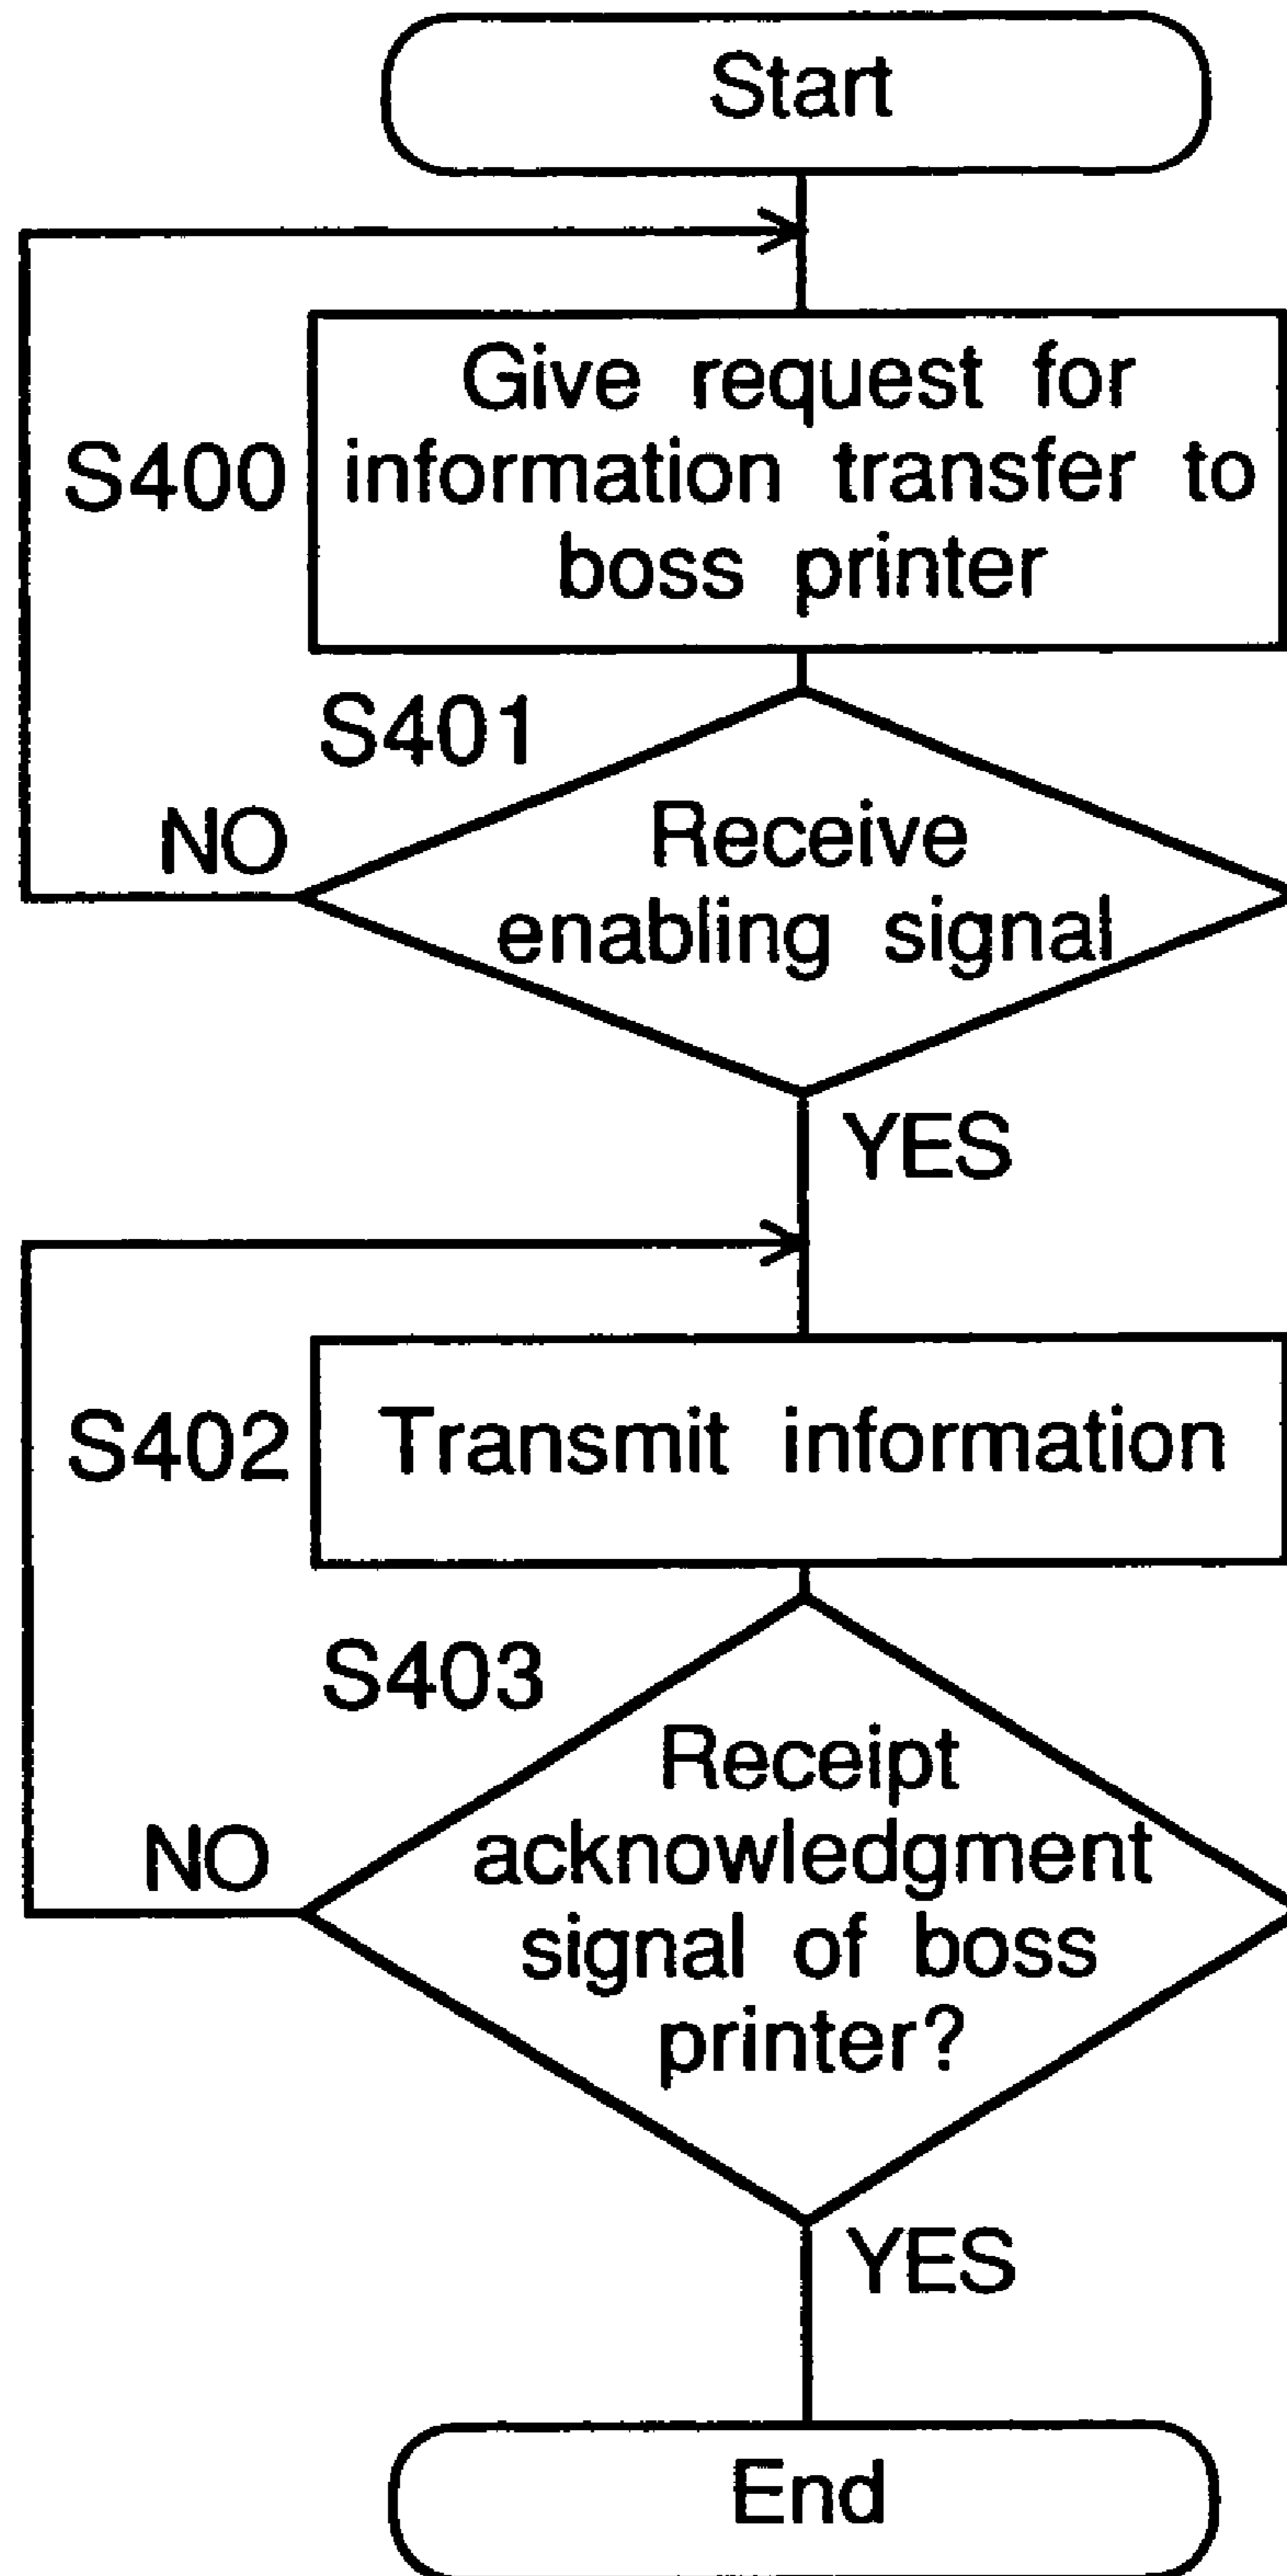 Start
Give request for
S400
information transfer to
boss printer
S401
Receive
NO
enabling signal
YES
S402
Transmit information
S403
Receipt
NO
acknowledgment
signal of boss
printer?
YES
End